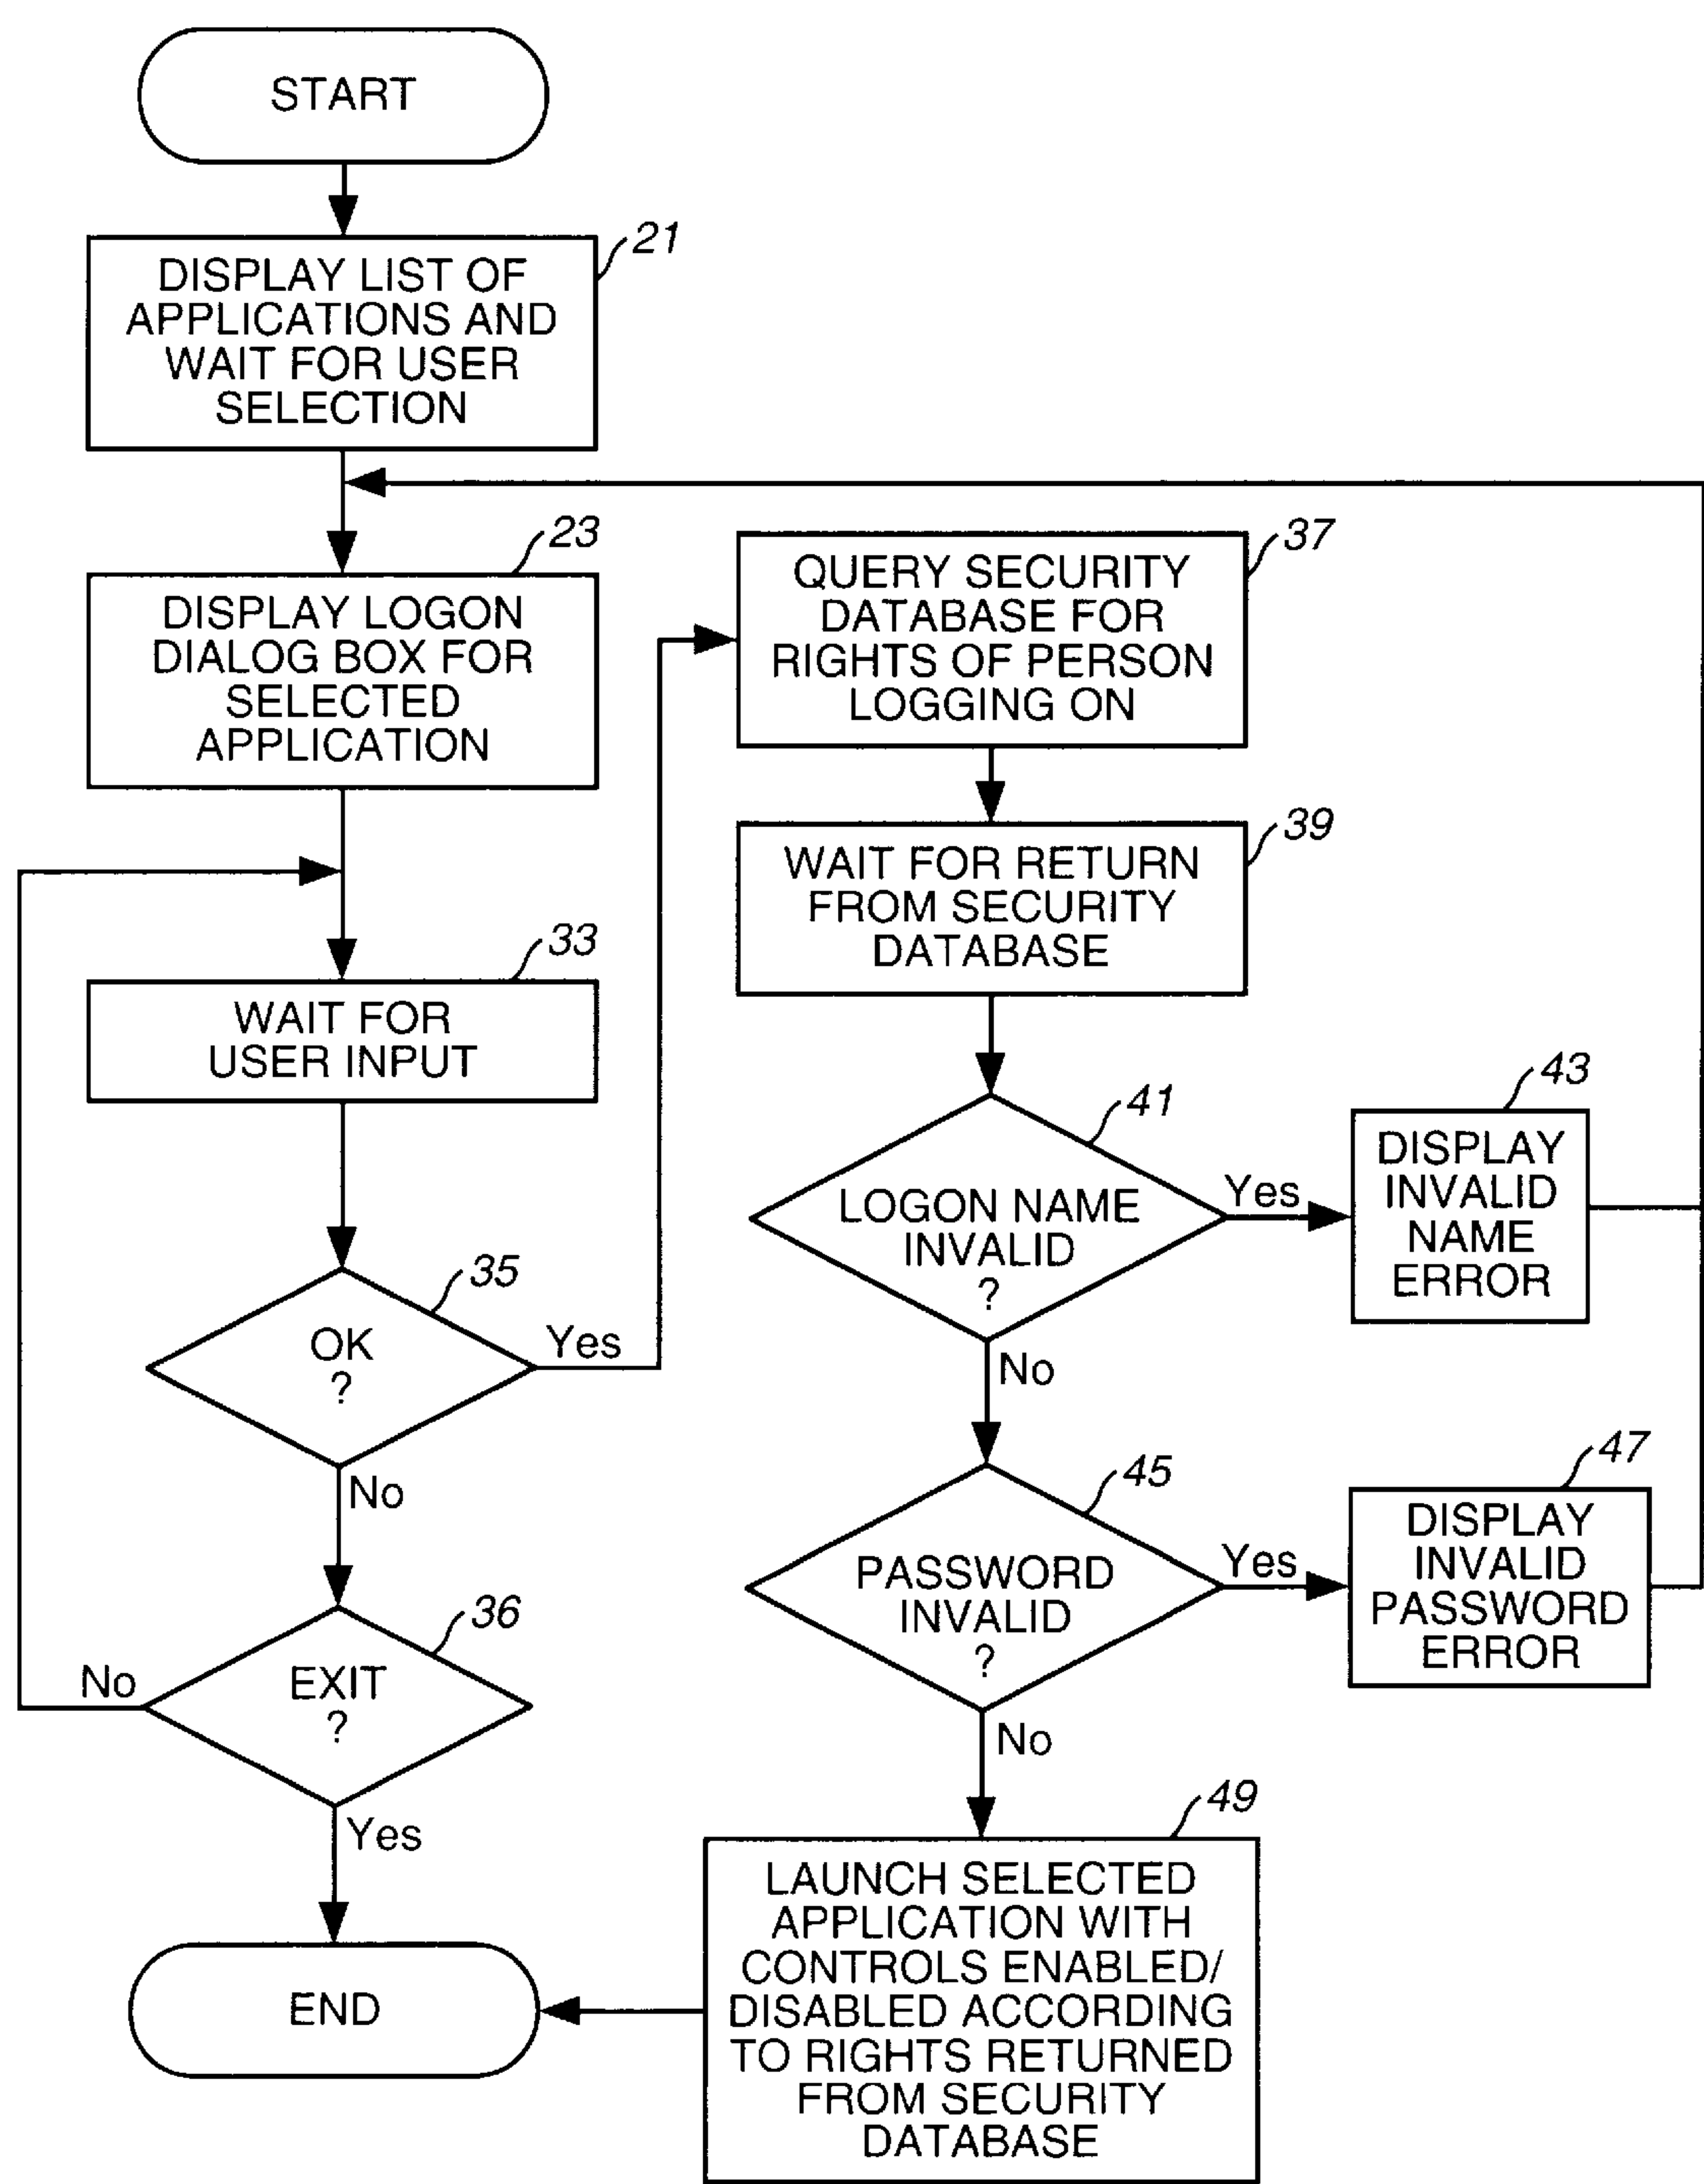 START
21
DISPLAY LIST OF
APPLICATIONS AND
WAIT FOR USER
SELECTION
23
DISPLAY LOGON
DIALOG BOX FOR
SELECTED
APPLICATION
33
WAIT FOR
USER INPUT
35
OK
?
Yes
No
36
EXIT
?
No
Yes
END
37
QUERY SECURITY
DATABASE FOR
RIGHTS OF PERSON
LOGGING ON
39
WAIT FOR RETURN
FROM SECURITY
DATABASE
41
LOGON NAME
INVALID
?
Yes
No
43
DISPLAY
INVALID
NAME
ERROR
45
PASSWORD
INVALID
?
Yes
No
47
DISPLAY
INVALID
PASSWORD
ERROR
49
LAUNCH SELECTED
APPLICATION WITH
CONTROLS ENABLED/
DISABLED ACCORDING
TO RIGHTS RETURNED
FROM SECURITY
DATABASE